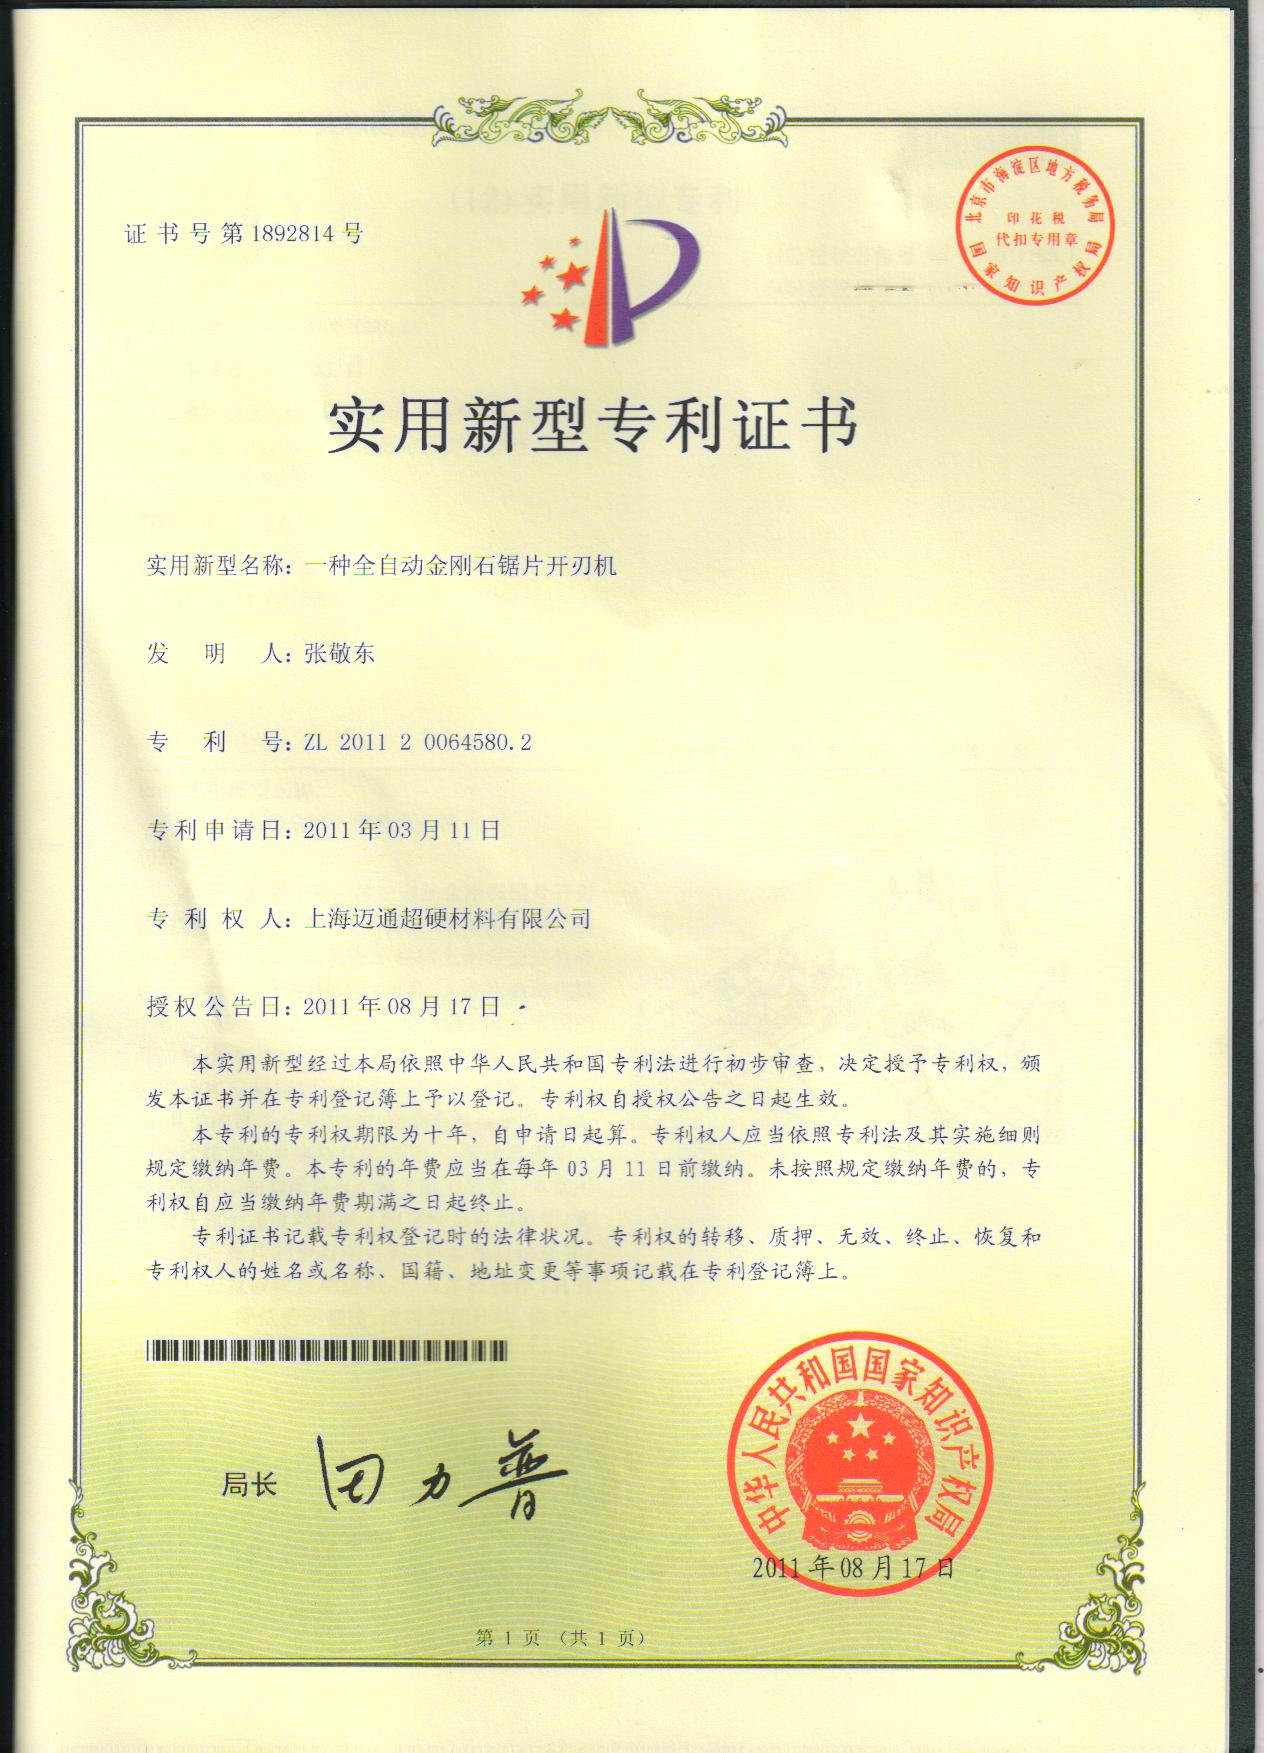 证书号第1892814号
北京市海淀区地方税务局
印花税
代扣专用章
国家知识产权局
实用新型专利证书
实用新型名称：一种全自动金刚石锯片开刃机
发明人：张敬东
专利号：ZL 2011 2 0064580.2
专利申请日：2011年03月11日
专利权人：上海迈通超硬材料有限公司
授权公告日：2011年08月17日
本实用新型经过本局依照中华人民共和国专利法进行初步审查，决定授予专利权，颁
发本证书并在专利登记簿上予以登记。专利权自授权公告之日起生效。
本专利的专利权期限为十年，自申请日起算。专利权人应当依照专利法及其实施细则
规定缴纳年费。本专利的年费应当在每年03月11日前缴纳。未按照规定缴纳年费的，专
利权自应当缴纳年费期满之日起终止。
专利证书记载专利权登记时的法律状况。专利权的转移、质押、无效、终止、恢复和
专利权人的姓名或名称、国籍、地址变更等事项记载在专利登记簿上。
局长 田力普
中华人民共和国国家知识产权局
2011年08月17日
第1页（共1页）